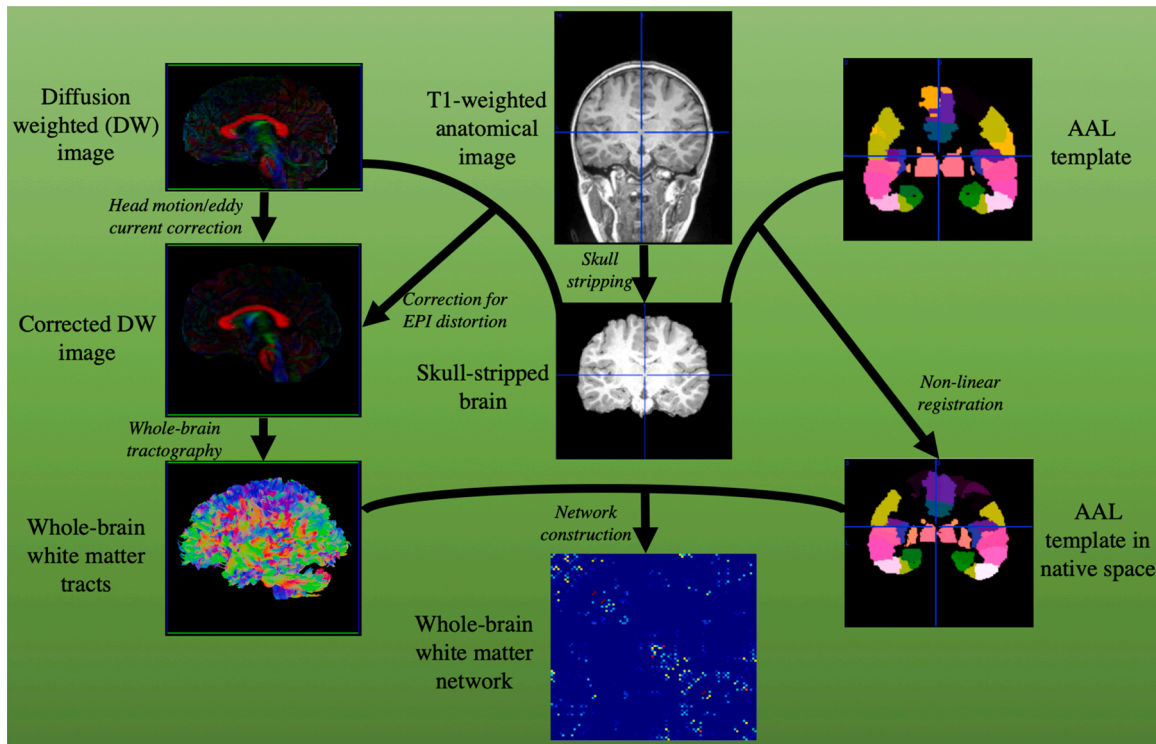 Diffusion
weighted (DW)
image
T1-weighted
anatomical
image
AAL
template
Head motion/eddy
current correction
Skull
stripping
Correction for
EPI distortion
Corrected DW
image
Skull-stripped
brain
Non-linear
registration
Whole-brain
tractography
Whole-brain
white matter
tracts
Network
construction
AAL
template in
native space
Whole-brain
white matter
network